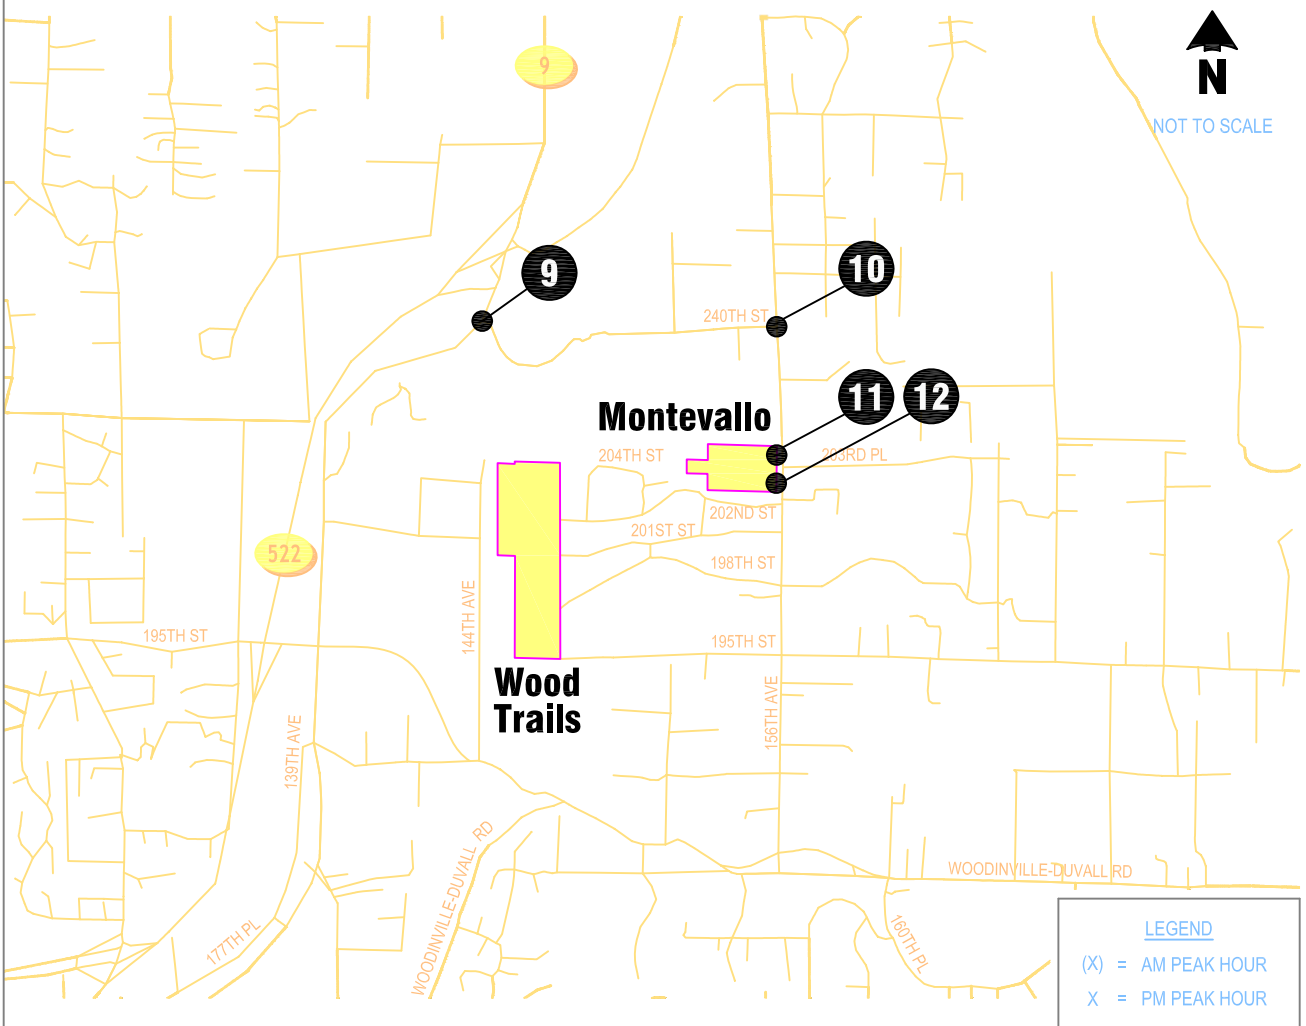 9
N
NOT TO SCALE
9
10
240TH ST
11
12
Montevallo
204TH ST
203RD PL
202ND ST
201ST ST
522
198TH ST
144TH AVE
195TH ST
195TH ST
Wood
Trails
156TH AVE
139TH AVE
WOODINVILLE-DUVALL RD
WOODINVILLE-DUVALL RD
177TH PL
160TH PL
LEGEND
(X) = AM PEAK HOUR
X = PM PEAK HOUR